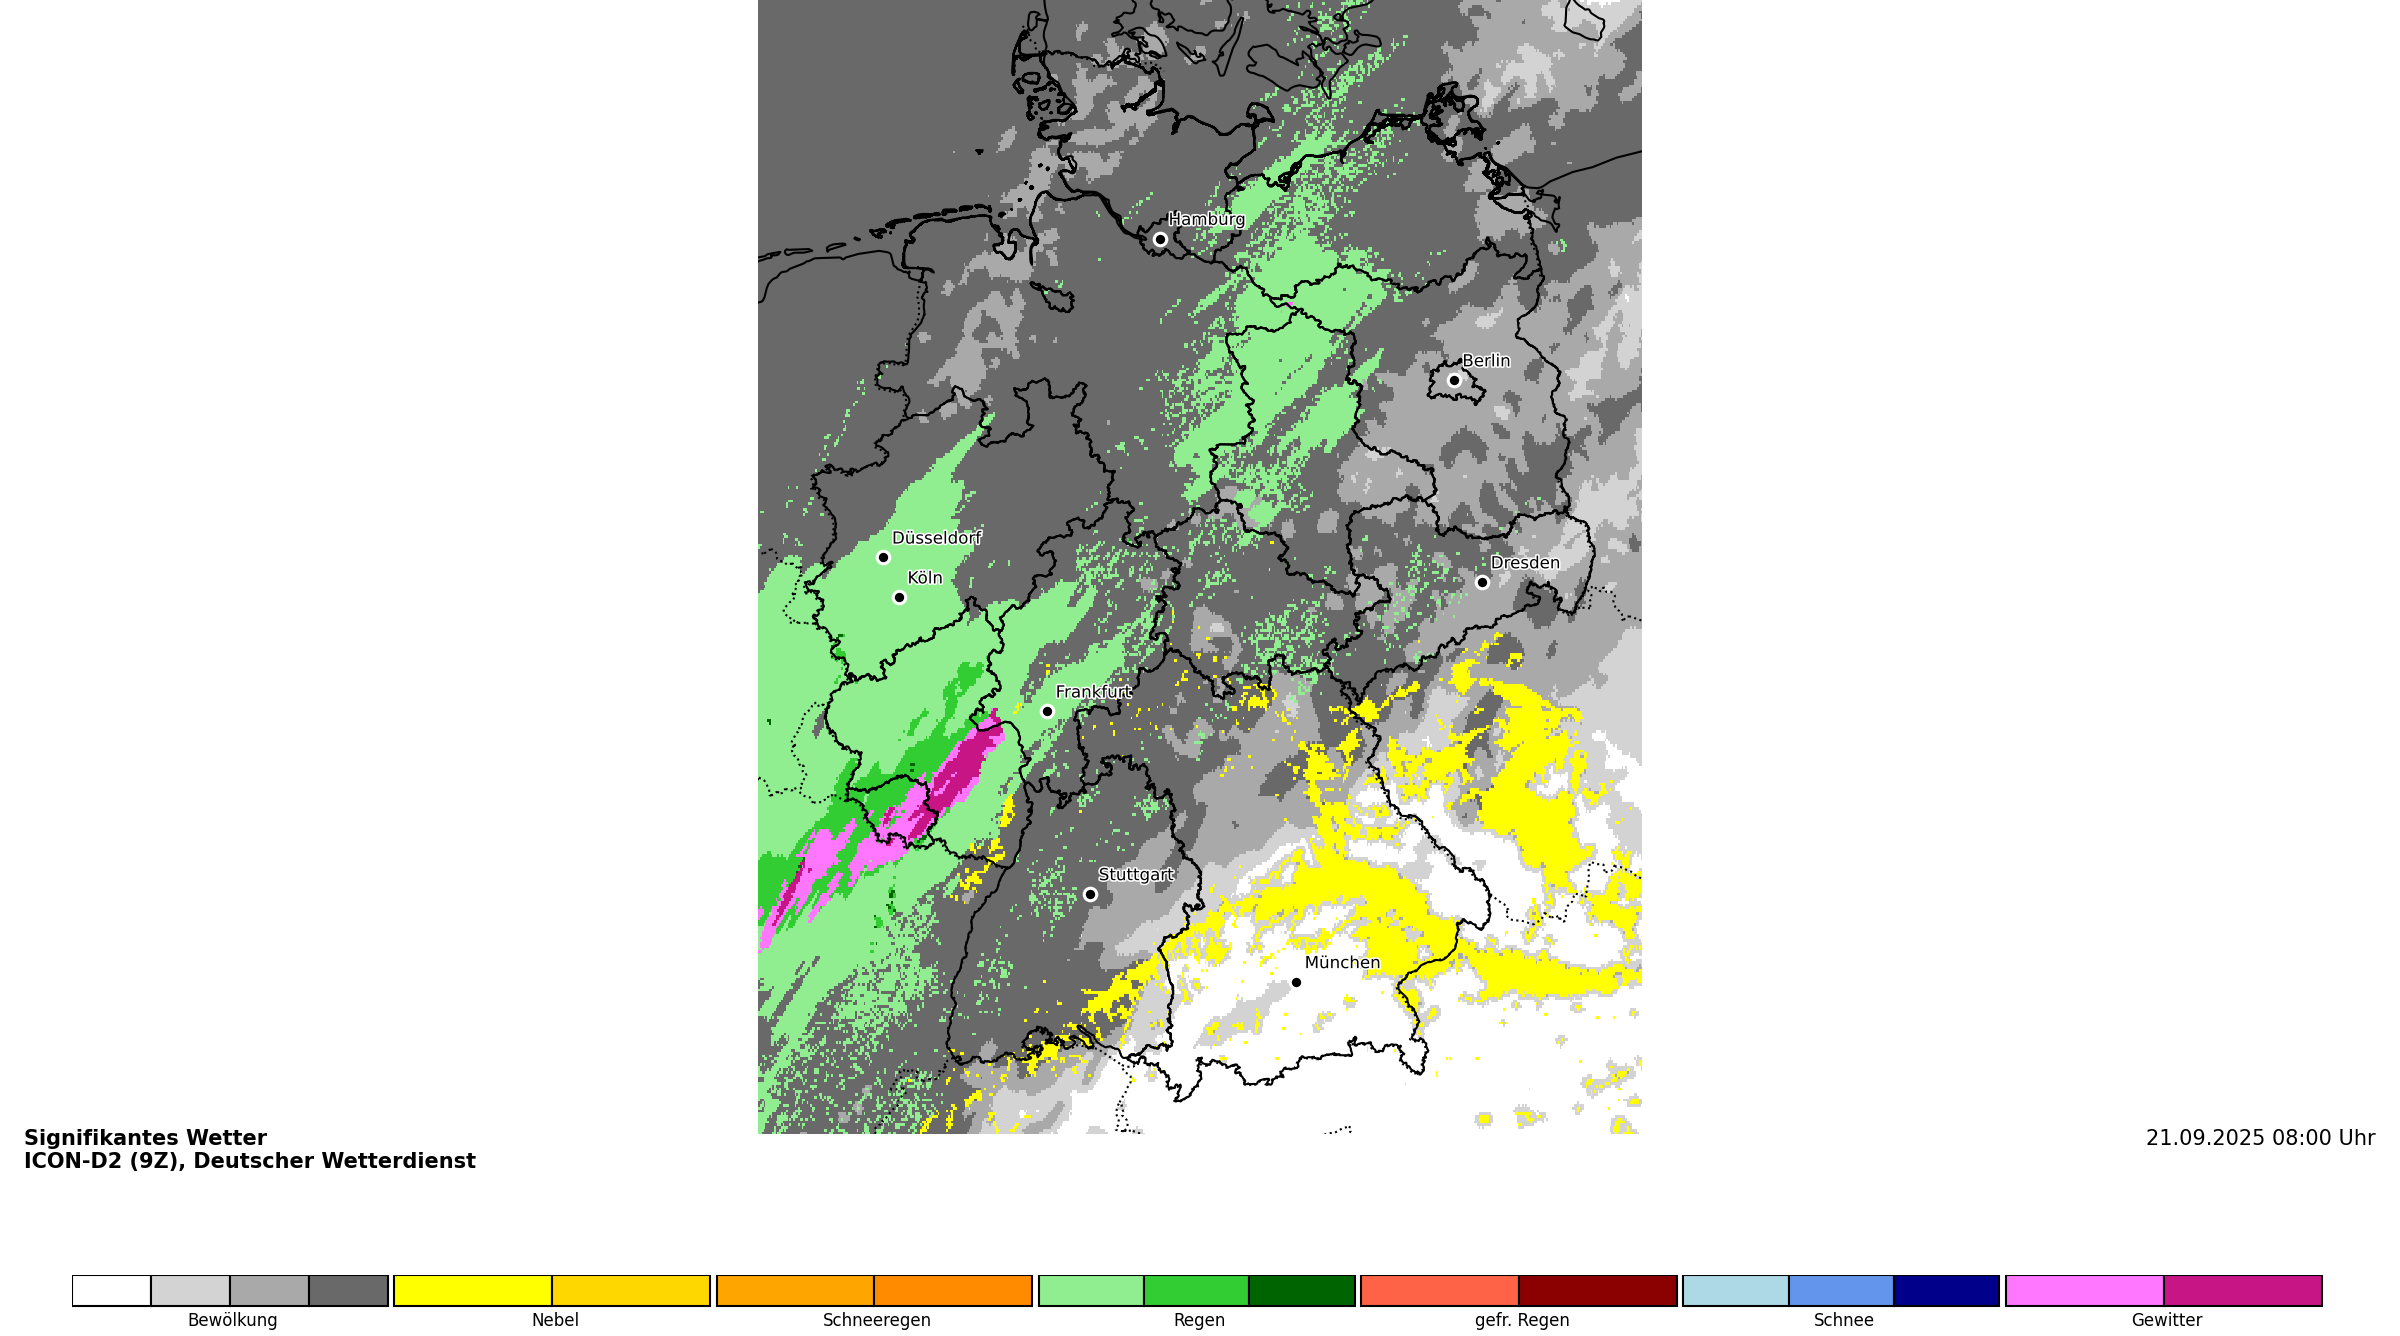 Hamburg
Berlin
Düsseldorf
Köln
Dresden
Frankfurt
Stuttgart
München
Signifikantes Wetter
ICON-D2 (9Z), Deutscher Wetterdienst
21.09.2025 08:00 Uhr
Bewölkung
Nebel
Schneeregen
Regen
gefr. Regen
Schnee
Gewitter